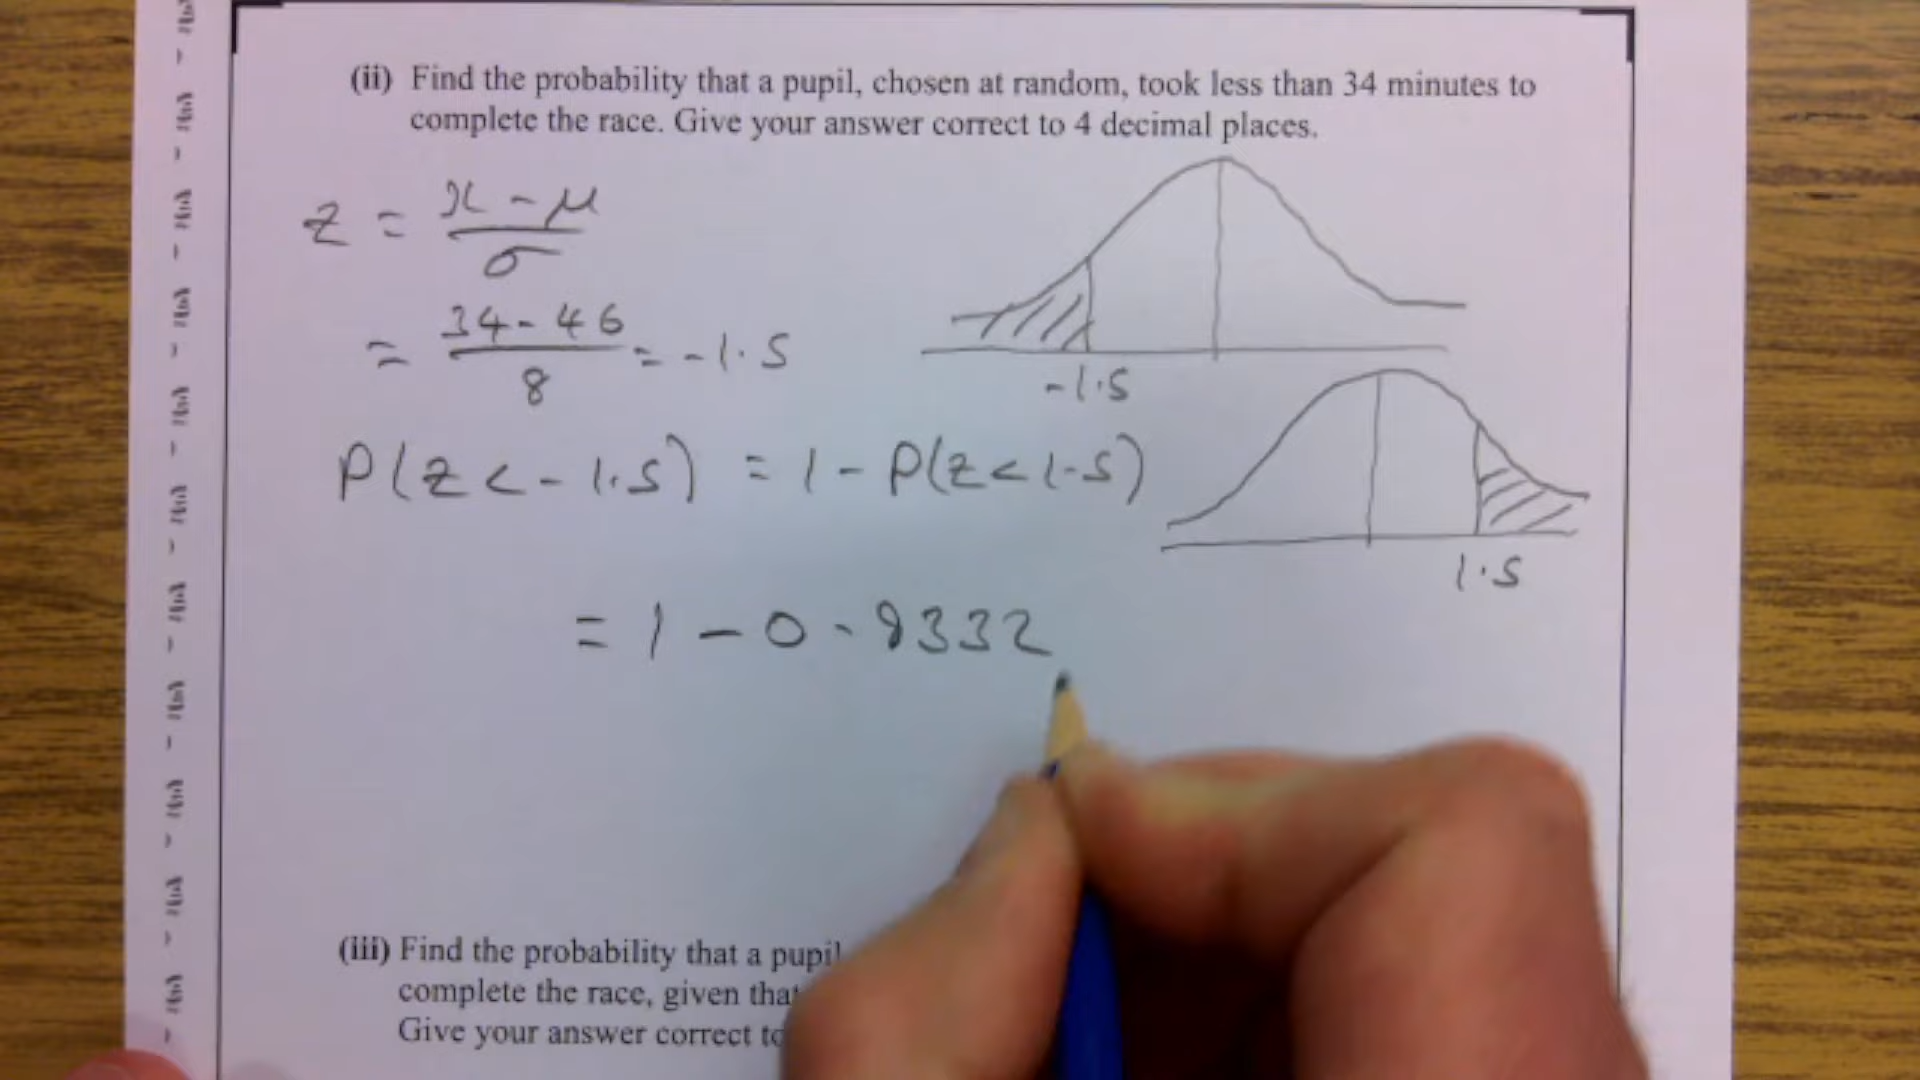 (ii) Find the probability that a pupil, chosen at random, took less than 34 minutes to
complete the race. Give your answer correct to 4 decimal places.
z = x - μ / σ
= 34 - 46 / 8 = -1.5
-1.5
P(z < -1.5) = 1 - P(z < 1.5)
1.5
= 1 - 0.9332
(iii) Find the probability that a pupil
complete the race, given
Give your answer correct